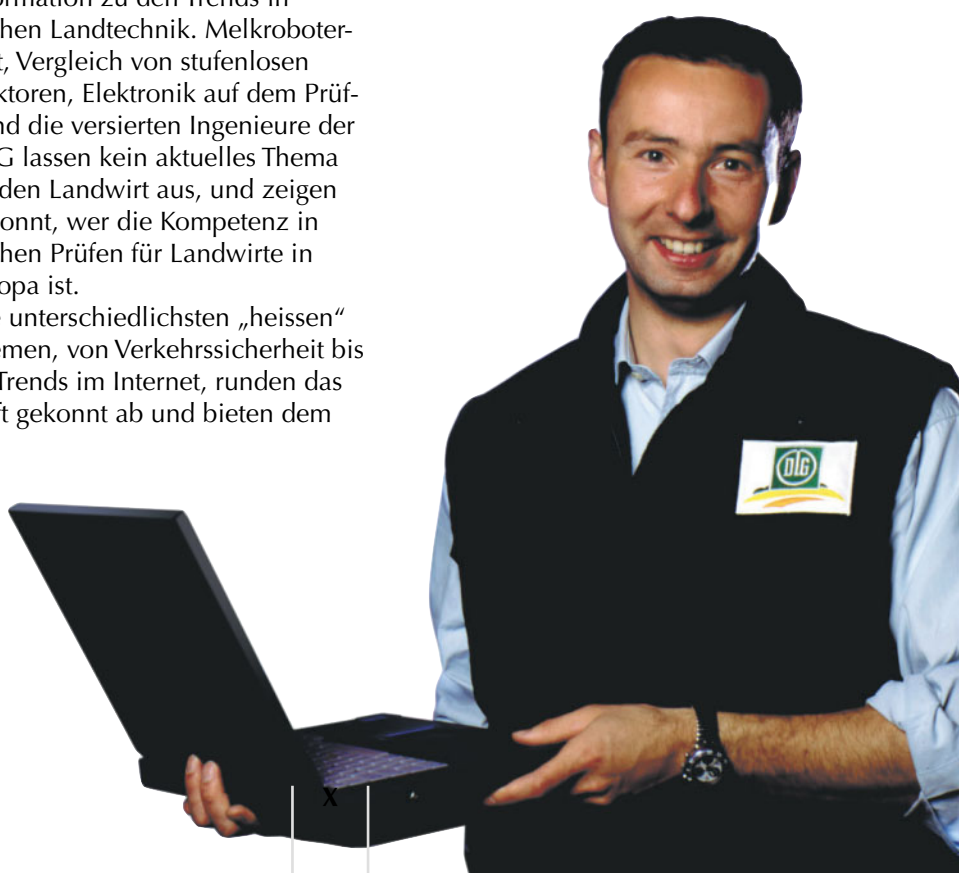 ormation zu den Trends in
chen Landtechnik. Melkroboter-
t, Vergleich von stufenlosen
ktoren, Elektronik auf dem Prüf-
nd die versierten Ingenieure der
G lassen kein aktuelles Thema
den Landwirt aus, und zeigen
onnt, wer die Kompetenz in
chen Prüfen für Landwirte in
opa ist.
e unterschiedlichsten „heissen“
emen, von Verkehrssicherheit bis
Trends im Internet, runden das
ft gekonnt ab und bieten dem
DLG
X